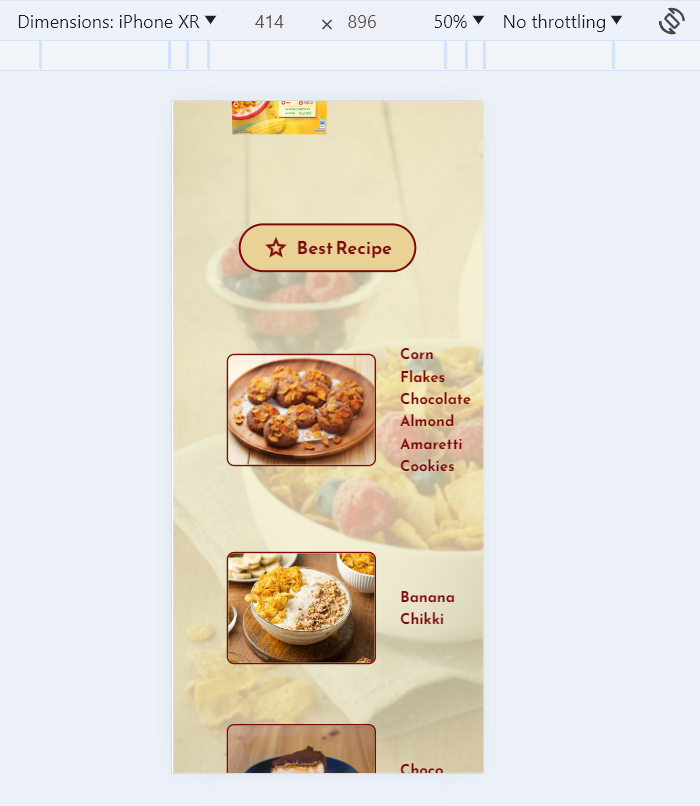 Dimensions: iPhone XR 414 × 896 50% No throttling
Best Recipe
Corn
Flakes
Chocolate
Almond
Amaretti
Cookies
Banana
Chikki
Choco